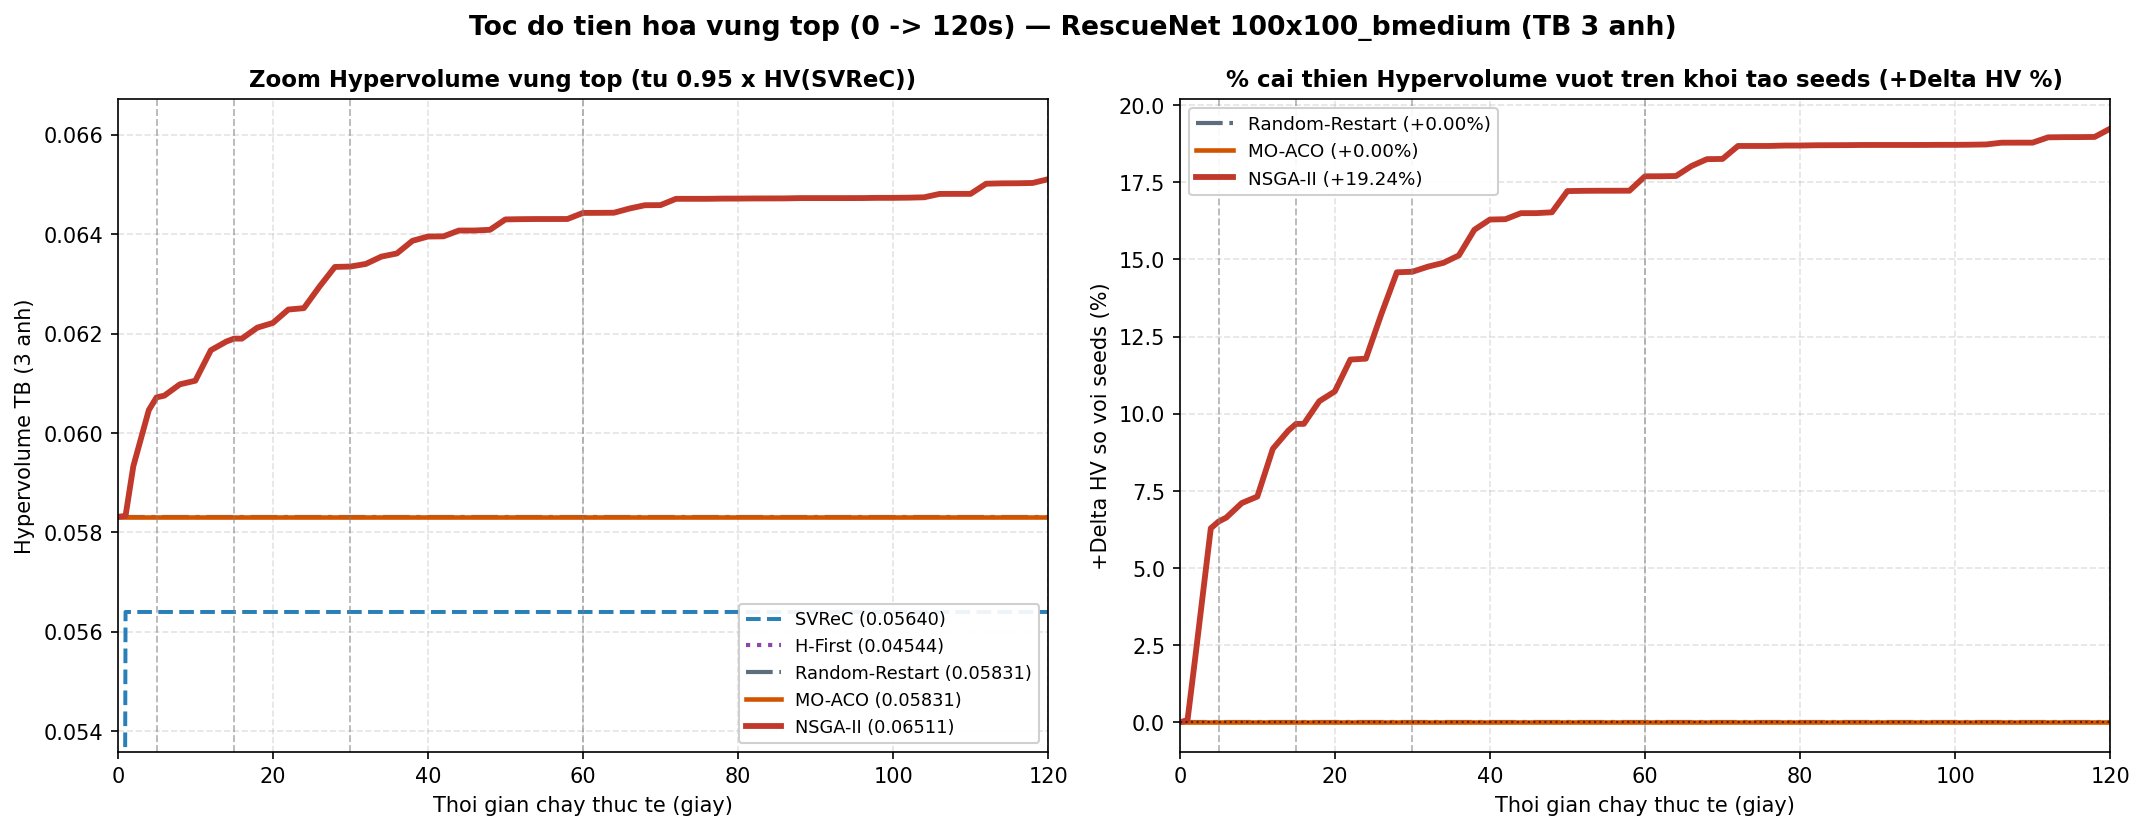 Toc do tien hoa vung top (0 -> 120s) — RescueNet 100x100_bmedium (TB 3 anh)
Zoom Hypervolume vung top (tu 0.95 x HV(SVReC))
Hypervolume TB (3 anh)
0.066
0.064
0.062
0.060
0.058
0.056
0.054
SVReC (0.05640)
H-First (0.04544)
Random-Restart (0.05831)
MO-ACO (0.05831)
NSGA-II (0.06511)
0 20 40 60 80 100 120
Thoi gian chay thuc te (giay)
% cai thien Hypervolume vuot tren khoi tao seeds (+Delta HV %)
+Delta HV so voi seeds (%)
20.0
17.5
15.0
12.5
10.0
7.5
5.0
2.5
0.0
Random-Restart (+0.00%)
MO-ACO (+0.00%)
NSGA-II (+19.24%)
0 20 40 60 80 100 120
Thoi gian chay thuc te (giay)